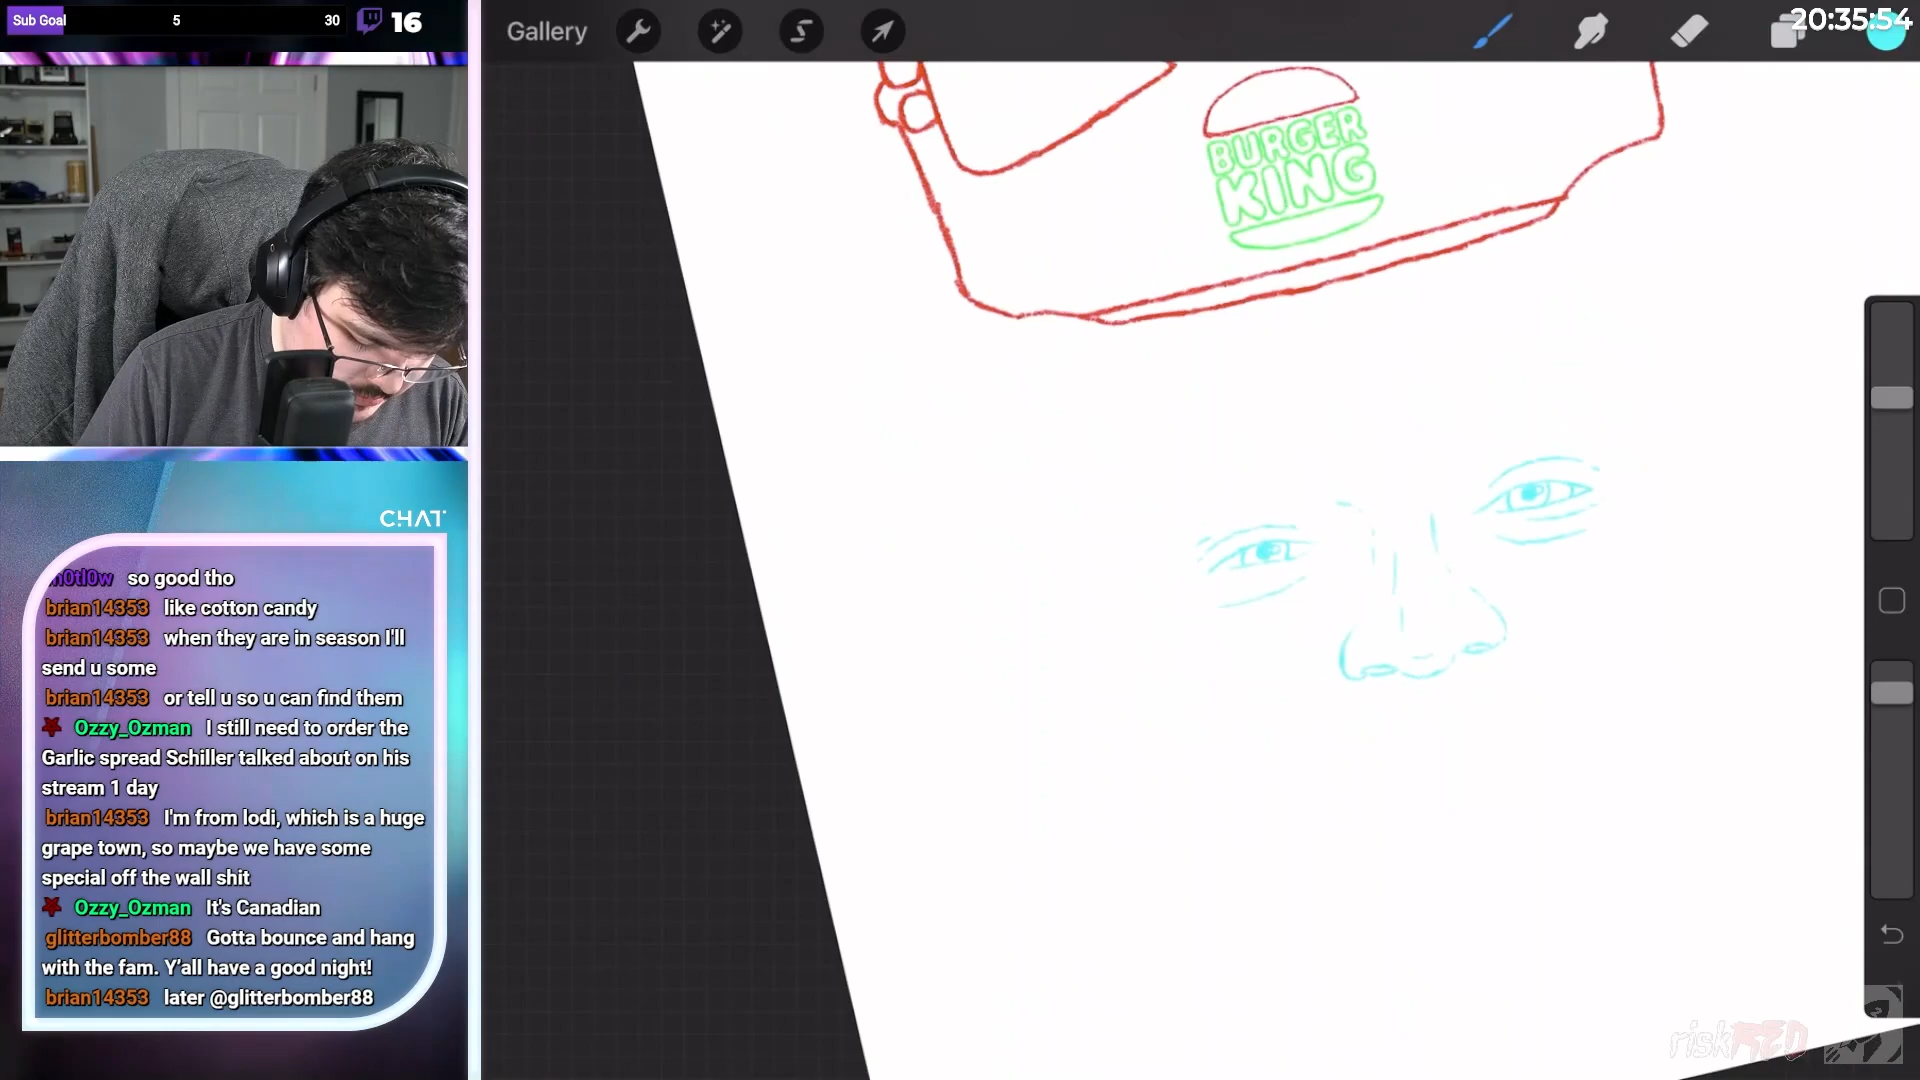 Sub Goal 5 30 16
Gallery
20:35:54
BURGER
KING
CHAT
m0tl0w so good tho
brian14353 like cotton candy
brian14353 when they are in season I'll
send u some
brian14353 or tell u so u can find them
Ozzy_Ozman I still need to order the
Garlic spread Schiller talked about on his
stream 1 day
brian14353 I'm from lodi, which is a huge
grape town, so maybe we have some
special off the wall shit
Ozzy_Ozman It's Canadian
glitterbomber88 Gotta bounce and hang
with the fam. Y'all have a good night!
brian14353 later @glitterbomber88
riskRED